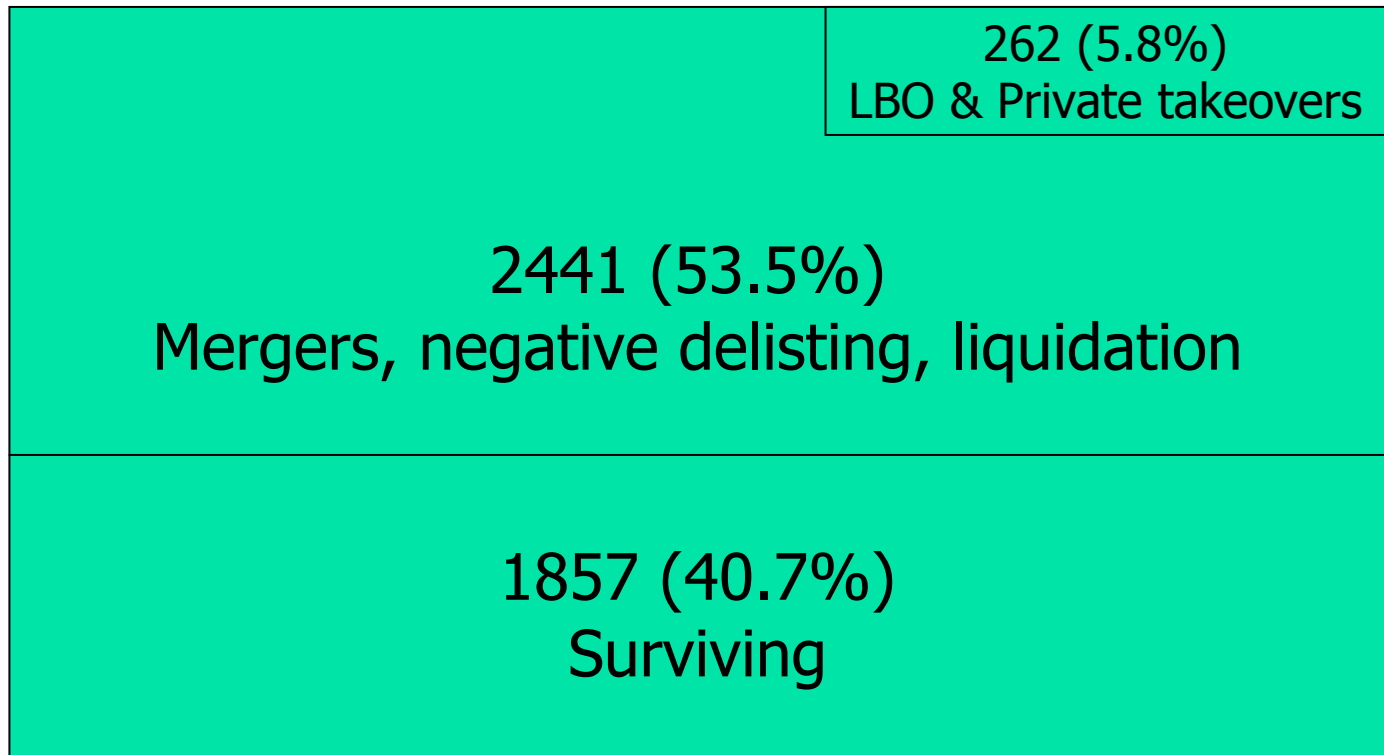 262 (5.8%)
LBO & Private takeovers
2441 (53.5%)
Mergers, negative delisting, liquidation
1857 (40.7%)
Surviving